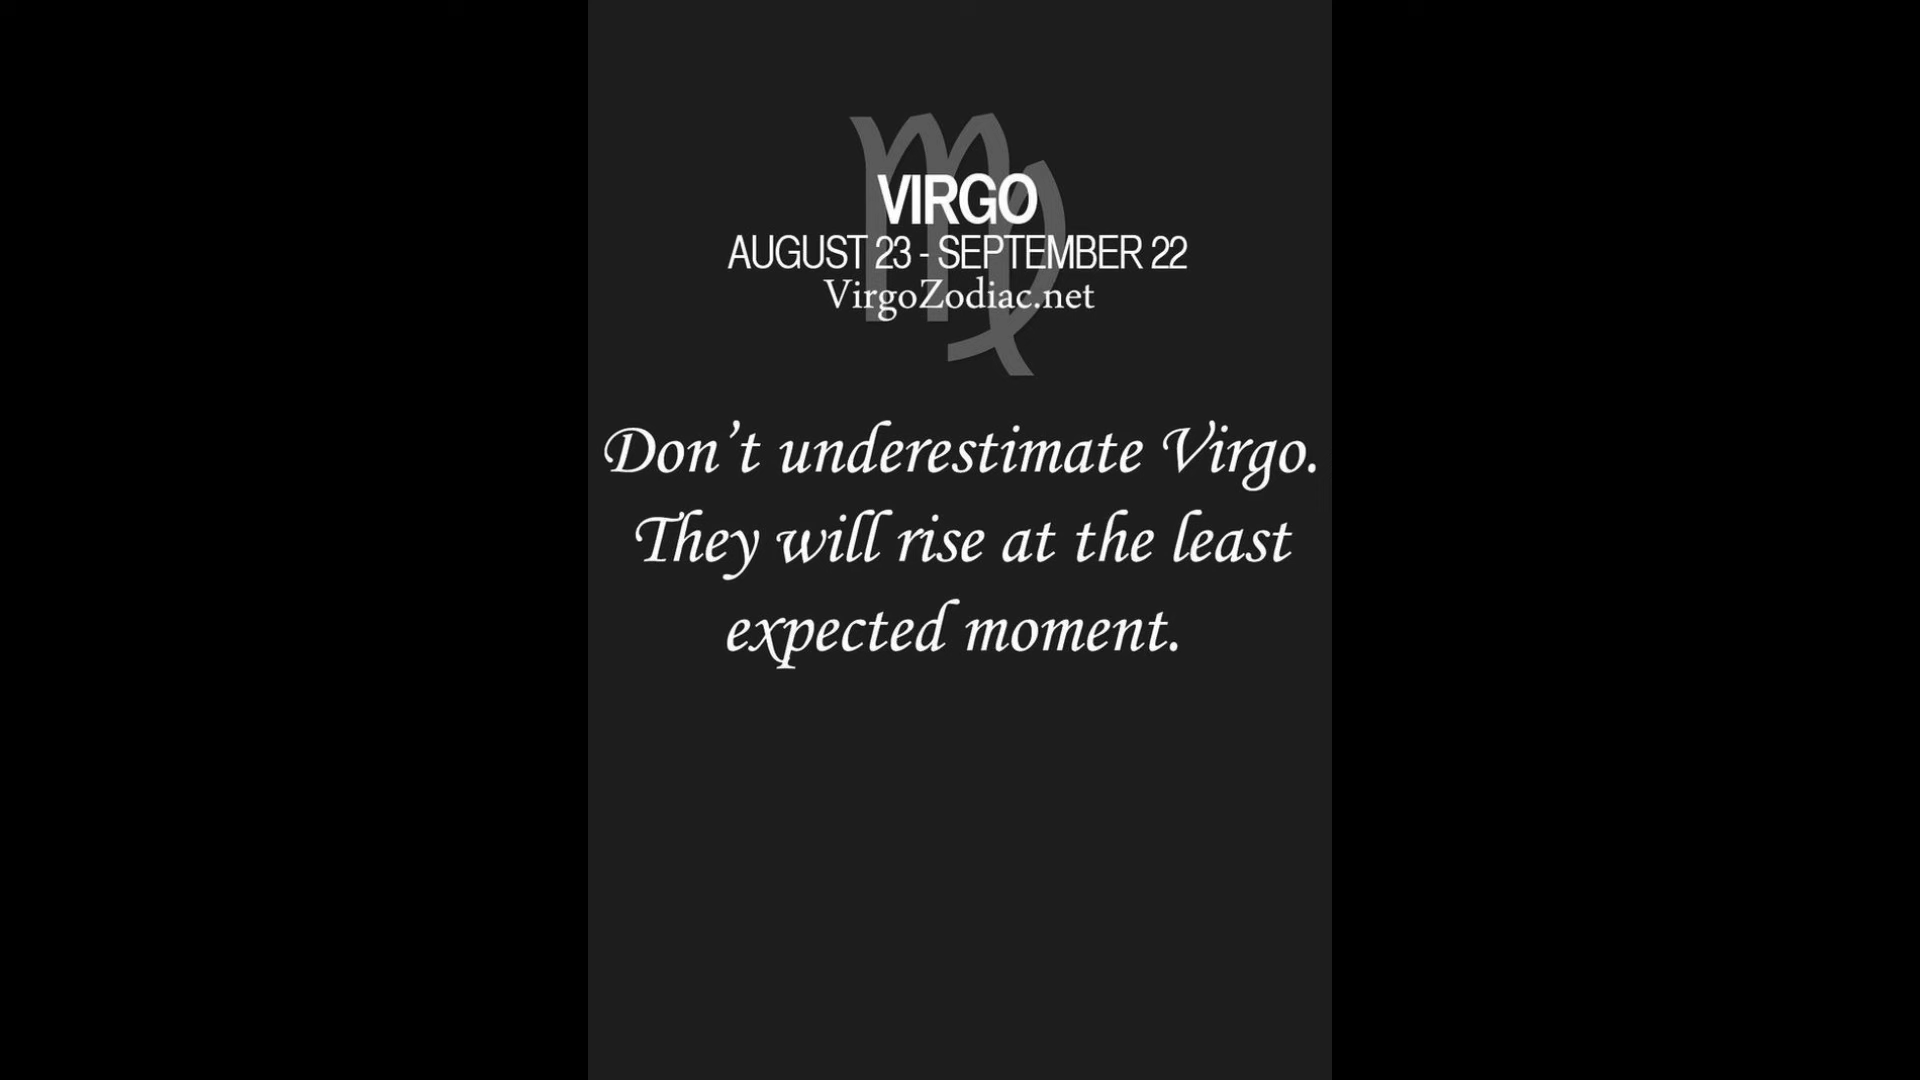 VIRGO
AUGUST 23 - SEPTEMBER 22
VirgoZodiac.net
Don’t underestimate Virgo.
They will rise at the least
expected moment.